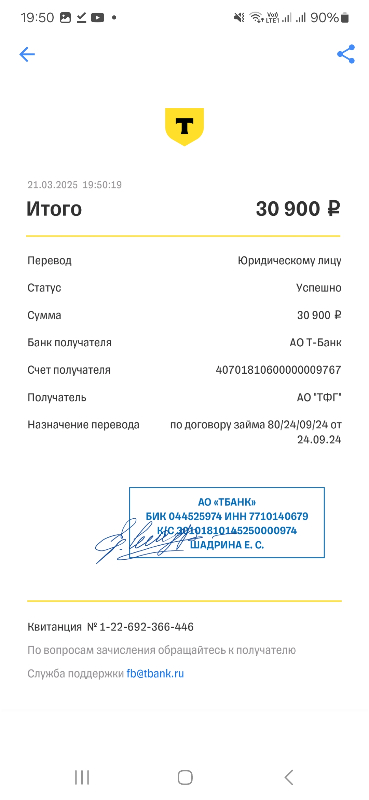 19:50
Vo)) LTE1 90%
Т
21.03.2025 19:50:19
Итого 30 900 ₽
Перевод Юридическому лицу
Статус Успешно
Сумма 30 900 ₽
Банк получателя АО Т-Банк
Счет получателя 40701810600000009767
Получатель АО "ТФГ"
Назначение перевода по договору займа 80/24/09/24 от
24.09.24
АО «ТБАНК»
БИК 044525974 ИНН 7710140679
К/С 30101810145250000974
ШАДРИНА Е. С.
Квитанция № 1-22-692-366-446
По вопросам зачисления обращайтесь к получателю
Служба поддержки fb@tbank.ru